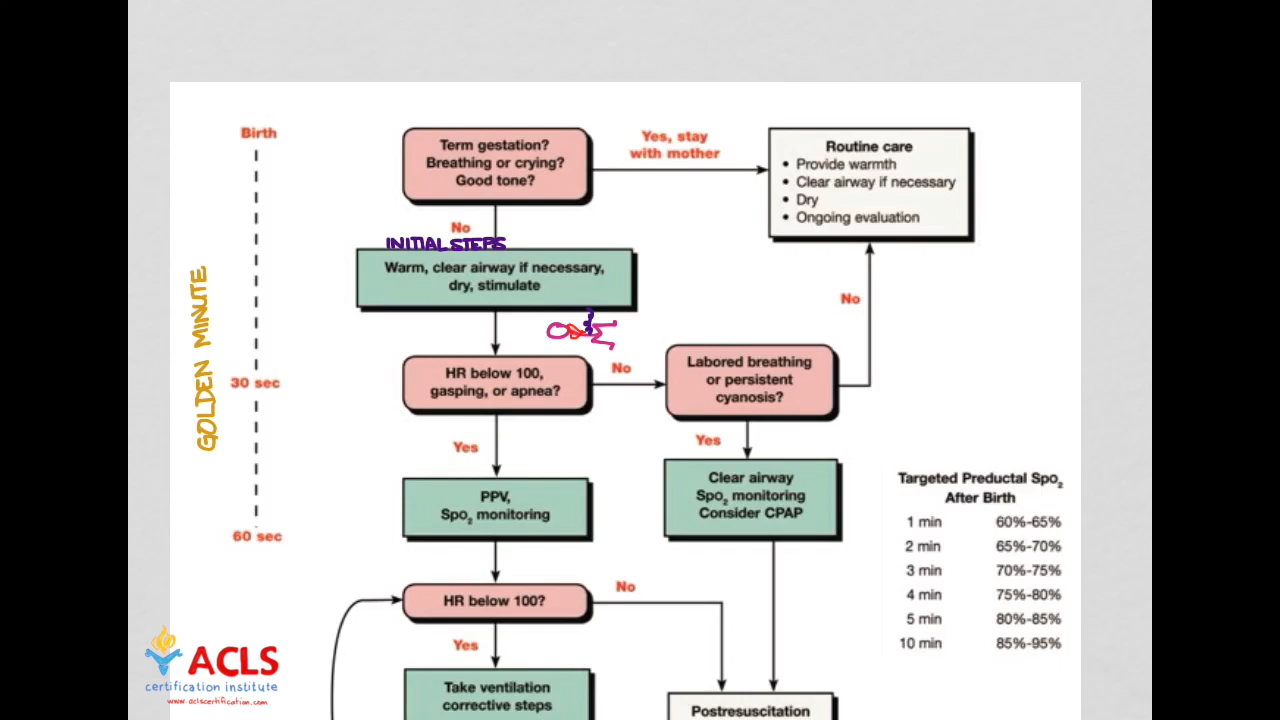 Birth
Term gestation?
Breathing or crying?
Good tone?
Yes, stay
with mother
Routine care
• Provide warmth
• Clear airway if necessary
• Dry
• Ongoing evaluation
No
INITIAL STEPS
Warm, clear airway if necessary,
dry, stimulate
GOLDEN MINUTE
No
30 sec
HR below 100,
gasping, or apnea?
No
Labored breathing
or persistent
cyanosis?
Yes
Yes
PPV,
Spo₂ monitoring
Clear airway
Spo₂ monitoring
Consider CPAP
60 sec
Targeted Preductal Spo₂
After Birth
1 min 60%-65%
2 min 65%-70%
3 min 70%-75%
4 min 75%-80%
5 min 80%-85%
10 min 85%-95%
HR below 100?
No
Yes
Take ventilation
corrective steps
Postresuscitation
ACLS
certification institute
www.aclscertification.com